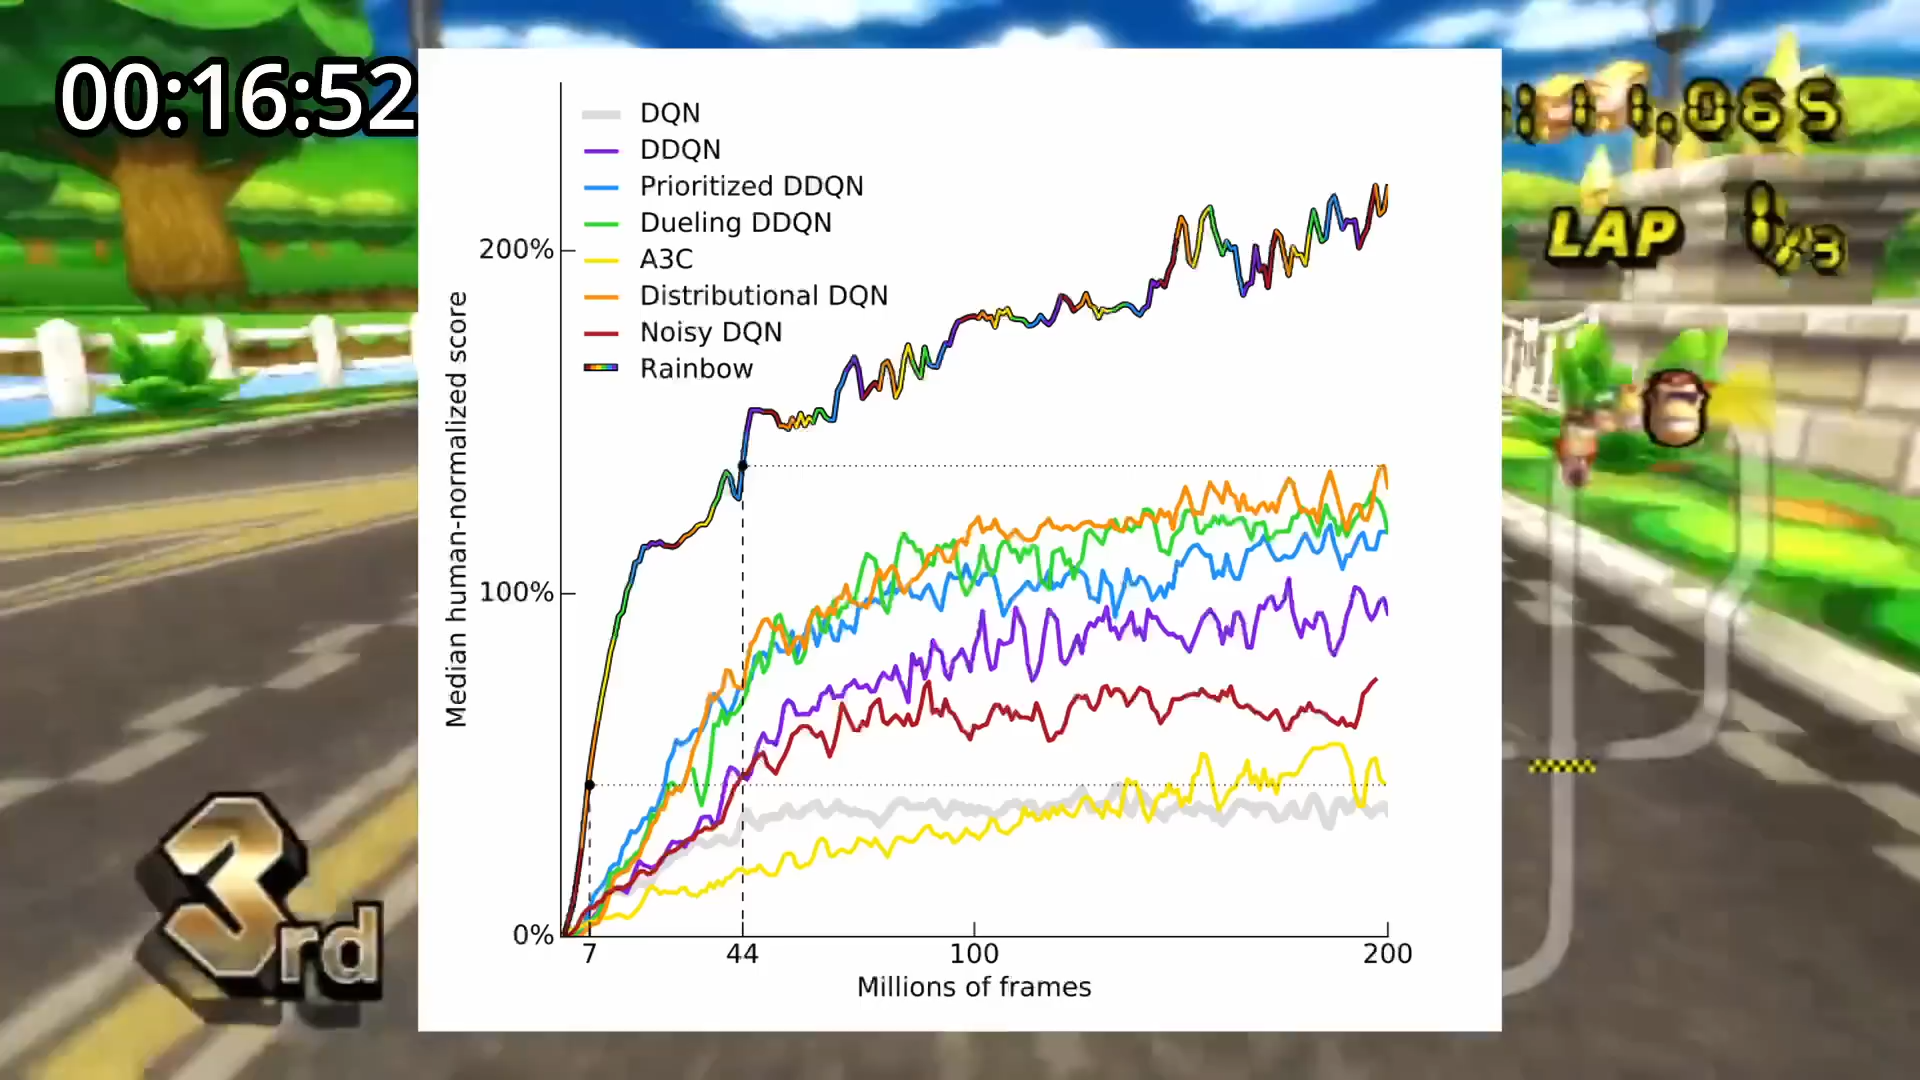 00:16:52
DQN
DDQN
Prioritized DDQN
Dueling DDQN
A3C
Distributional DQN
Noisy DQN
Rainbow
200%
100%
0%
Median human-normalized score
7 44 100 200
Millions of frames
LAP
/3
3rd